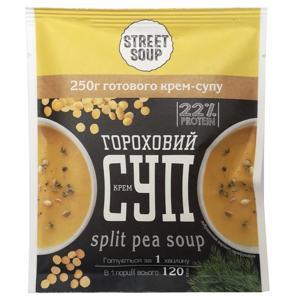 STREET
SOUP
250г готового крем-супу
22%
PROTEIN
ГОРОХОВИЙ
КРЕМ
СУП
split pea soup
Готується за 1 хвилину
В 1 порції всього 120